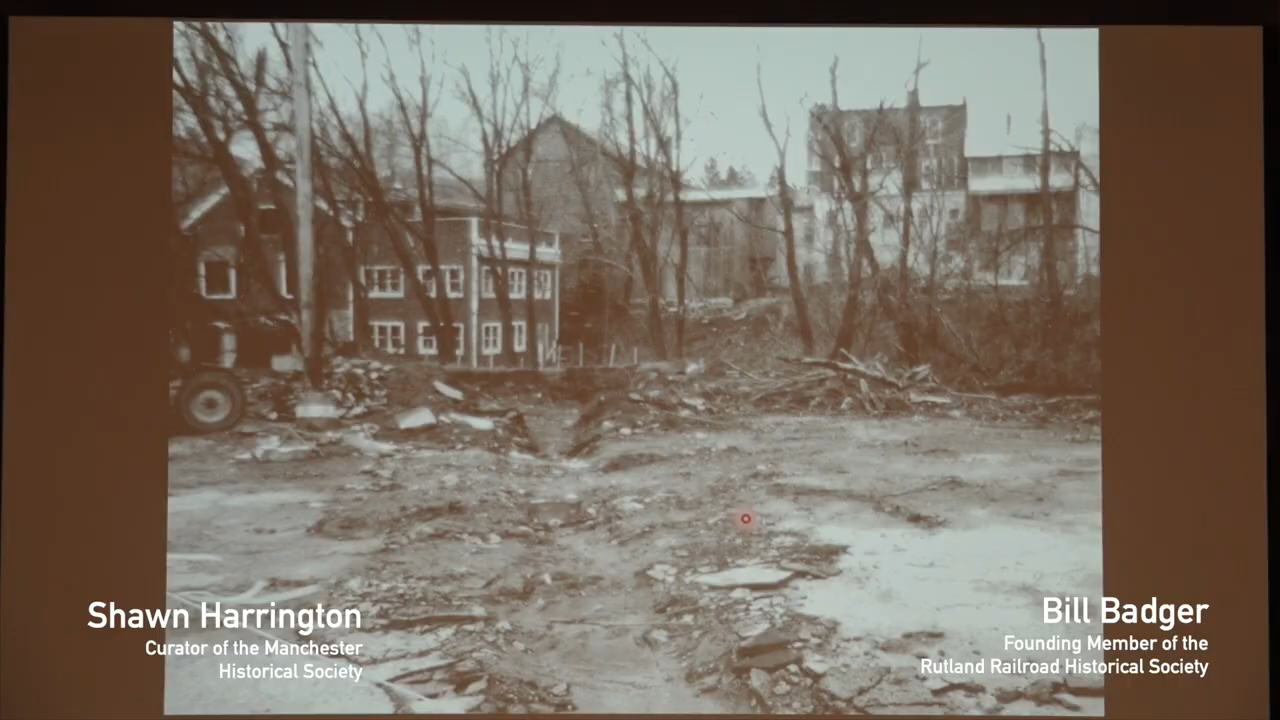 Shawn Harrington
Curator of the Manchester
Historical Society
Bill Badger
Founding Member of the
Rutland Railroad Historical Society